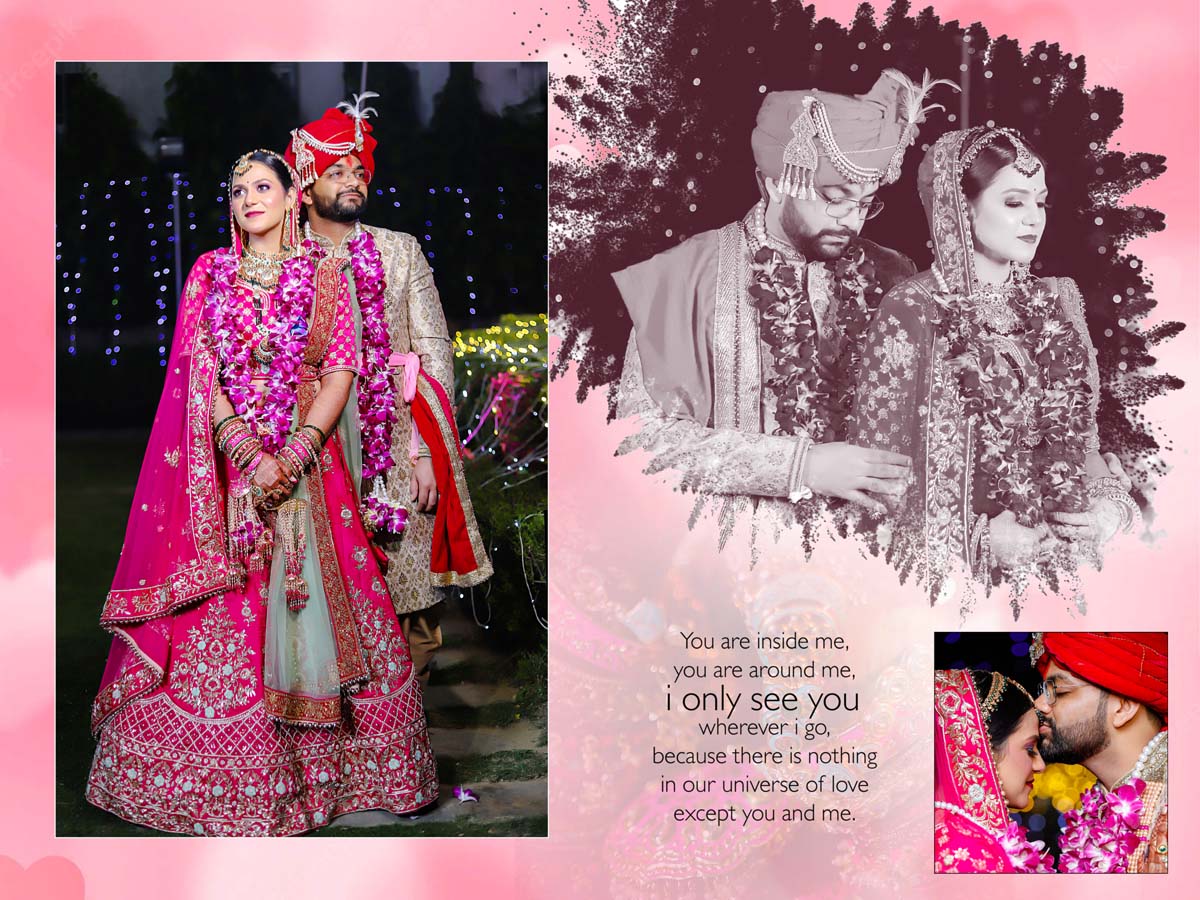 You are inside me,
you are around me,
i only see you
wherever i go,
because there is nothing
in our universe of love
except you and me.